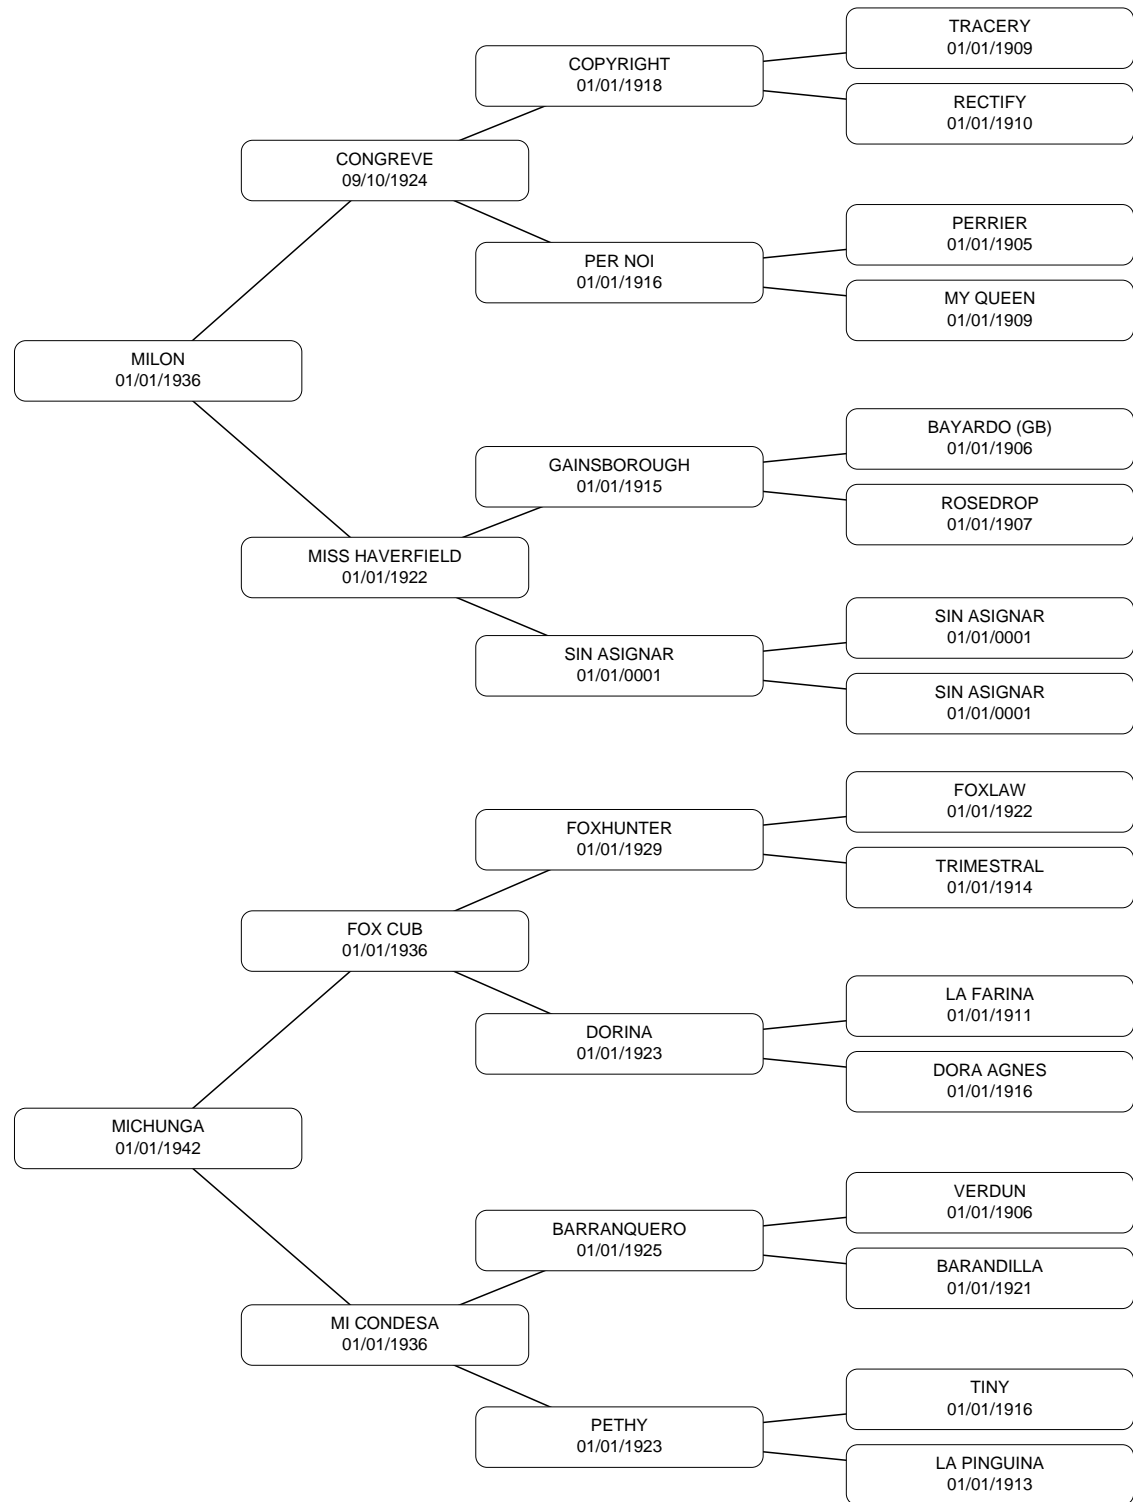 TRACERY
01/01/1909
COPYRIGHT
01/01/1918
RECTIFY
01/01/1910
CONGREVE
09/10/1924
PERRIER
01/01/1905
PER NOI
01/01/1916
MY QUEEN
01/01/1909
MILON
01/01/1936
BAYARDO (GB)
01/01/1906
GAINSBOROUGH
01/01/1915
ROSEDROP
01/01/1907
MISS HAVERFIELD
01/01/1922
SIN ASIGNAR
01/01/0001
SIN ASIGNAR
01/01/0001
SIN ASIGNAR
01/01/0001
FOXLAW
01/01/1922
FOXHUNTER
01/01/1929
TRIMESTRAL
01/01/1914
FOX CUB
01/01/1936
LA FARINA
01/01/1911
DORINA
01/01/1923
DORA AGNES
01/01/1916
MICHUNGA
01/01/1942
VERDUN
01/01/1906
BARRANQUERO
01/01/1925
BARANDILLA
01/01/1921
MI CONDESA
01/01/1936
TINY
01/01/1916
PETHY
01/01/1923
LA PINGUINA
01/01/1913